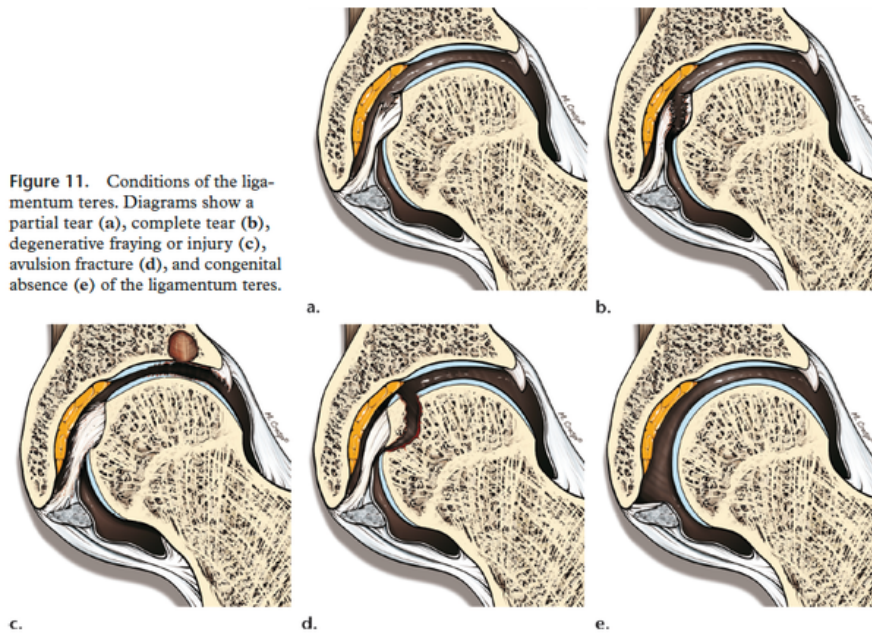 Figure 11. Conditions of the liga-
mentum teres. Diagrams show a
partial tear (a), complete tear (b),
degenerative fraying or injury (c),
avulsion fracture (d), and congenital
absence (e) of the ligamentum teres.
a.
b.
c.
d.
e.